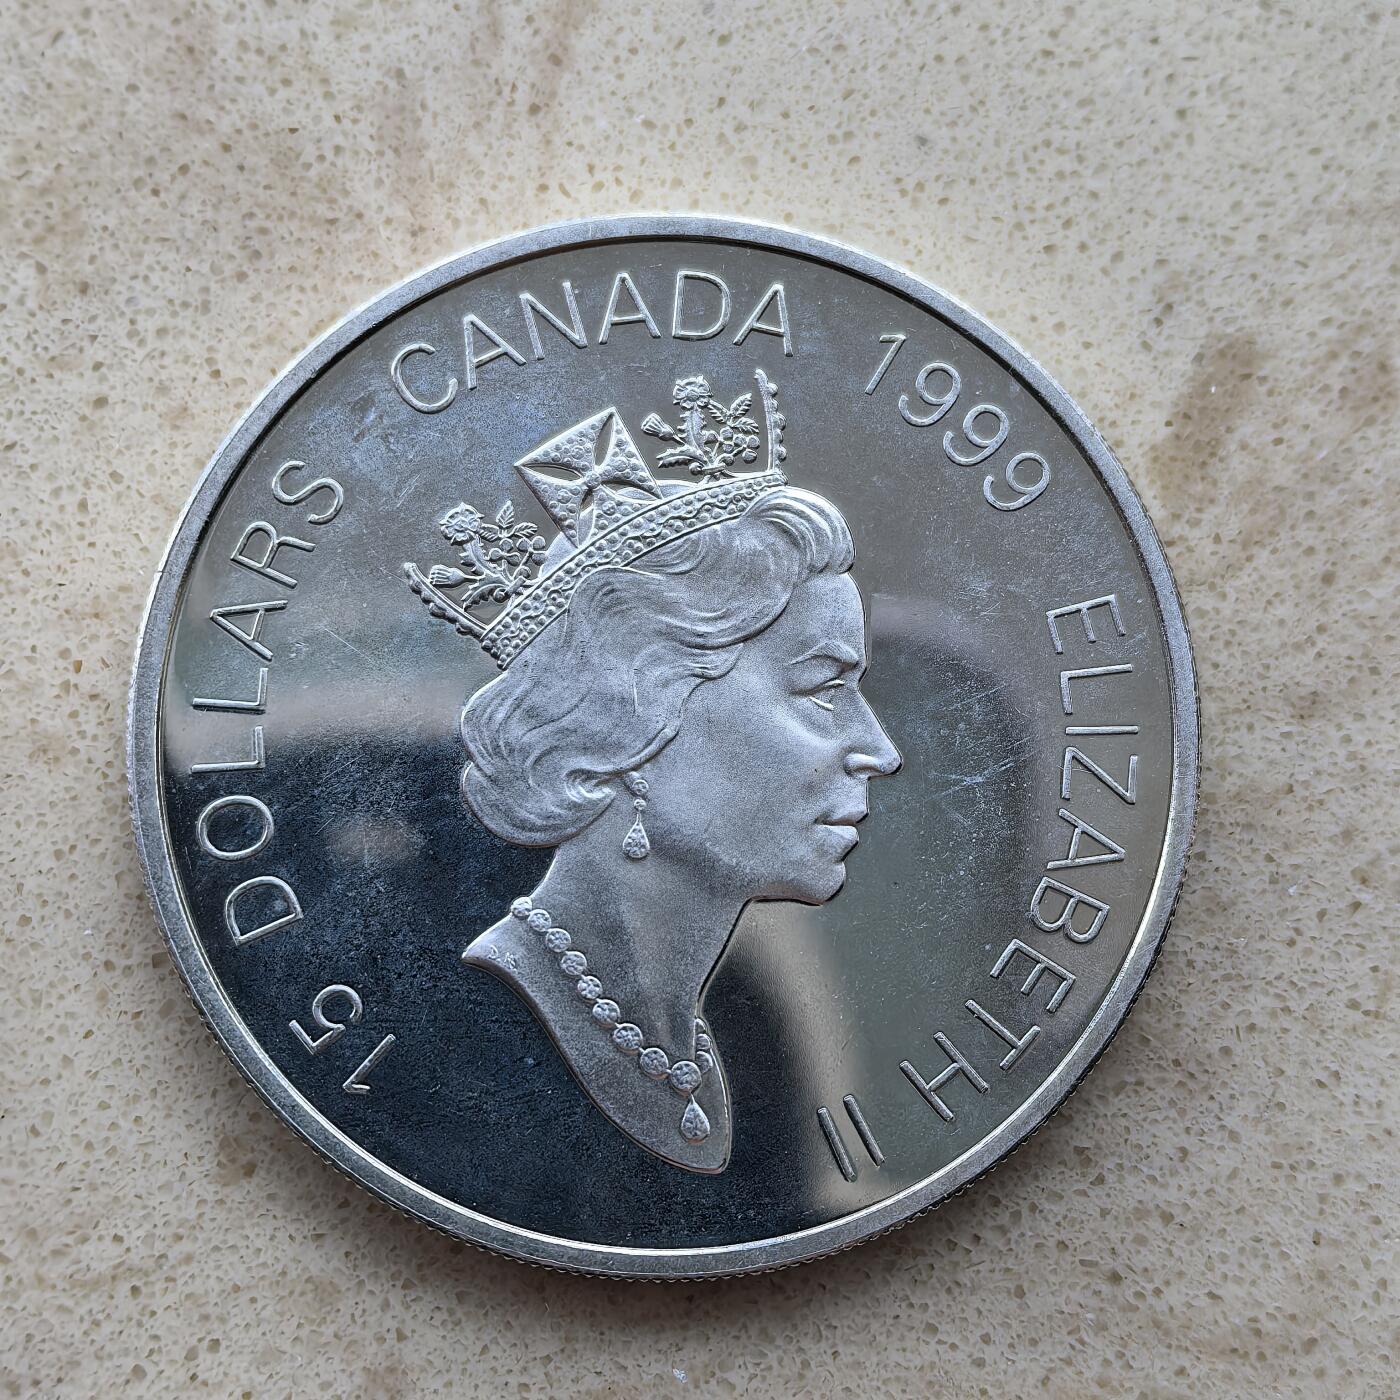 15 DOLLARS CANADA 1999 ELIZABETH II